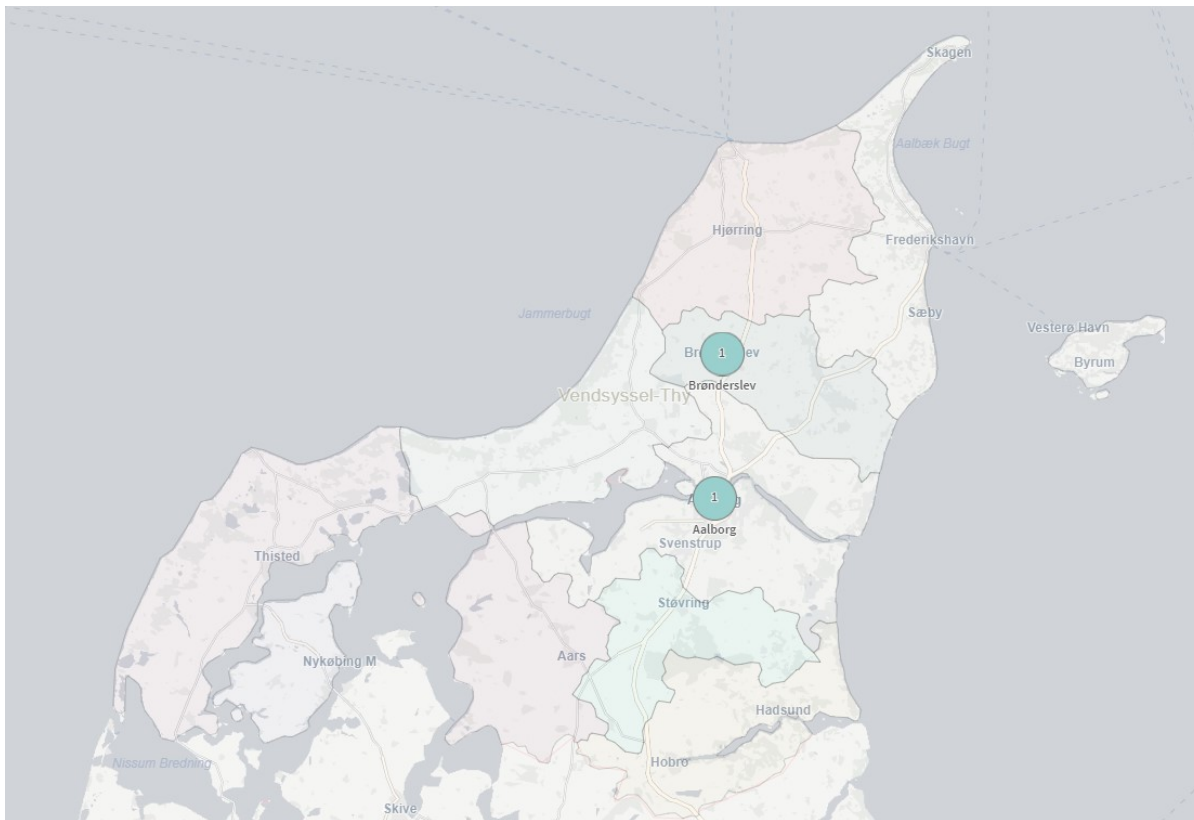 Skagen
Aalbæk Bugt
Hjørring
Frederikshavn
Jammerbugt
Sæby
Vesterø Havn
1
Byrum
Brønderslev
Vendsyssel-Thy
1
Aalborg
Svenstrup
Thisted
Støvring
Aars
Nykøbing M
Hadsund
Nissum Bredning
Hobro
Skive